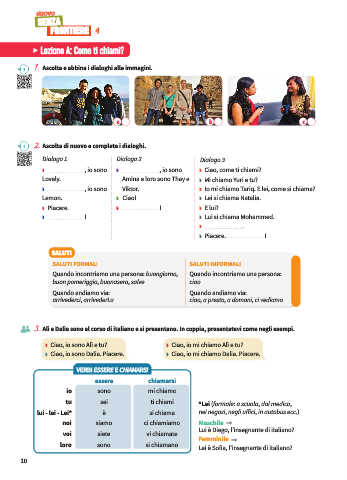 nuovo
SENZA
FRONTIERE 4
Lezione A: Come ti chiami?
1. Ascolta e abbina i dialoghi alle immagini.
2. Ascolta di nuovo e completa i dialoghi.
Dialogo 1
..............., io sono
Lovely.
..............., io sono
Lemon.
Piacere.
............... !
Dialogo 2
..............., io sono
Amina e loro sono They e
Viktor.
Ciao!
............... !
Dialogo 3
Ciao, come ti chiami?
Mi chiamo Yuri e tu?
Io mi chiamo Tariq. E lei, come si chiama?
Lei si chiama Natalia.
E lui?
Lui si chiama Mohammed.
............... .
Piacere. ............... !
SALUTI
SALUTI FORMALI
Quando incontriamo una persona: buongiorno,
buon pomeriggio, buonasera, salve
Quando andiamo via:
arrivederci, arrivederLa
SALUTI INFORMALI
Quando incontriamo una persona:
ciao
Quando andiamo via:
ciao, a presto, a domani, ci vediamo
3. Alì e Dalia sono al corso di italiano e si presentano. In coppia, presentatevi come negli esempi.
Ciao, io sono Alì e tu?
Ciao, io sono Dalia. Piacere.
Ciao, io mi chiamo Alì e tu?
Ciao, io mi chiamo Dalia. Piacere.
VERBI ESSERE E CHIAMARSI
essere chiamarsi
io sono mi chiamo
tu sei ti chiami
lui - lei - Lei* è si chiama
noi siamo ci chiamiamo
voi siete vi chiamate
loro sono si chiamano
*Lei (formale: a scuola, dal medico,
nei negozi, negli uffici, in autobus ecc.)
Maschile ⇒
Lui è Diego, l'insegnante di italiano?
Femminile ⇒
Lei è Sofia, l'insegnante di italiano?
10